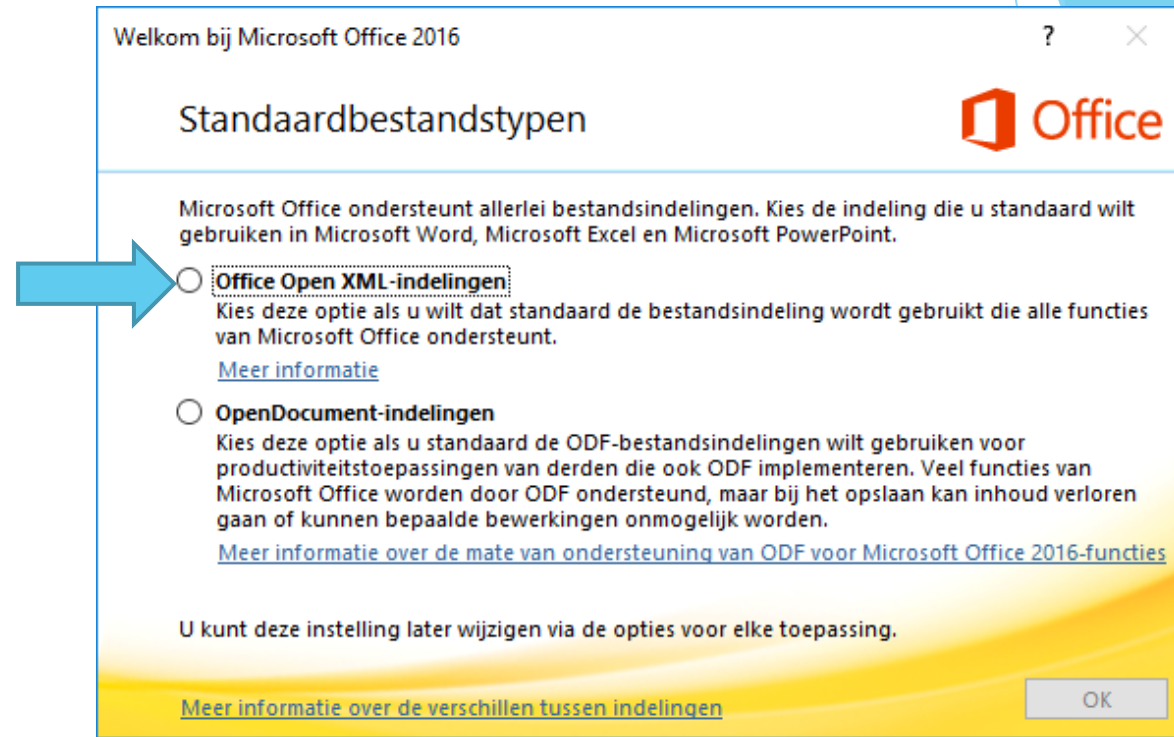 Welkom bij Microsoft Office 2016
?
Standaardbestandstypen
Office
Microsoft Office ondersteunt allerlei bestandsindelingen. Kies de indeling die u standaard wilt
gebruiken in Microsoft Word, Microsoft Excel en Microsoft PowerPoint.
Office Open XML-indelingen
Kies deze optie als u wilt dat standaard de bestandsindeling wordt gebruikt die alle functies
van Microsoft Office ondersteunt.
Meer informatie
OpenDocument-indelingen
Kies deze optie als u standaard de ODF-bestandsindelingen wilt gebruiken voor
productiviteitstoepassingen van derden die ook ODF implementeren. Veel functies van
Microsoft Office worden door ODF ondersteund, maar bij het opslaan kan inhoud verloren
gaan of kunnen bepaalde bewerkingen onmogelijk worden.
Meer informatie over de mate van ondersteuning van ODF voor Microsoft Office 2016-functies
U kunt deze instelling later wijzigen via de opties voor elke toepassing.
Meer informatie over de verschillen tussen indelingen
OK